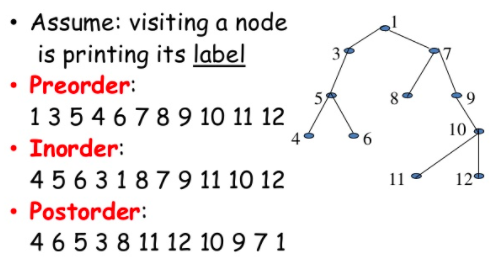 • Assume: visiting a node
is printing its label
• Preorder:
1 3 5 4 6 7 8 9 10 11 12
• Inorder:
4 5 6 3 1 8 7 9 11 10 12
• Postorder:
4 6 5 3 8 11 12 10 9 7 1
1
3
7
5
8
9
4
6
10
11
12